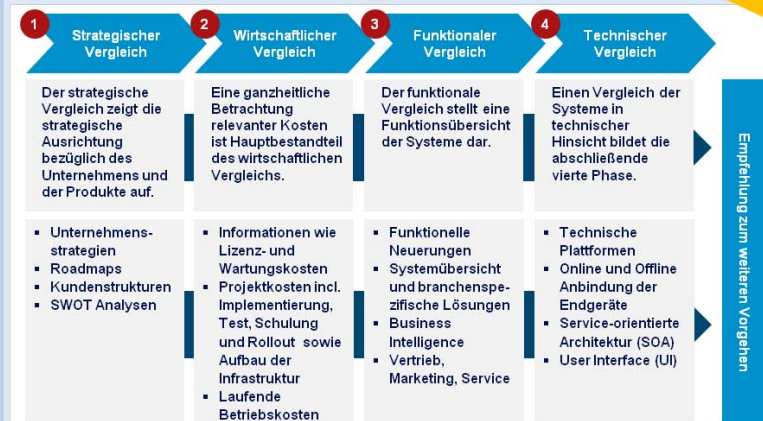 1
Strategischer
Vergleich
2
Wirtschaftlicher
Vergleich
3
Funktionaler
Vergleich
4
Technischer
Vergleich
Der strategische
Vergleich zeigt die
strategische
Ausrichtung
bezüglich des
Unternehmens und
der Produkte auf.
Eine ganzheitliche
Betrachtung
relevanter Kosten
ist Hauptbestandteil
des wirtschaftlichen
Vergleichs.
Der funktionale
Vergleich stellt eine
Funktionsübersicht
der Systeme dar.
Einen Vergleich der
Systeme in
technischer
Hinsicht bildet die
abschließende
vierte Phase.
▪ Unternehmens-
strategien
▪ Roadmaps
▪ Kundenstrukturen
▪ SWOT Analysen
▪ Informationen wie
Lizenz- und
Wartungskosten
▪ Projektkosten incl.
Implementierung,
Test, Schulung
und Rollout sowie
Aufbau der
Infrastruktur
▪ Laufende
Betriebskosten
▪ Funktionelle
Neuerungen
▪ Systemübersicht
und branchenspe-
zifische Lösungen
▪ Business
Intelligence
▪ Vertrieb,
Marketing, Service
▪ Technische
Plattformen
▪ Online und Offline
Anbindung der
Endgeräte
▪ Service-orientierte
Architektur (SOA)
▪ User Interface (UI)
Empfehlung zum weiteren Vorgehen